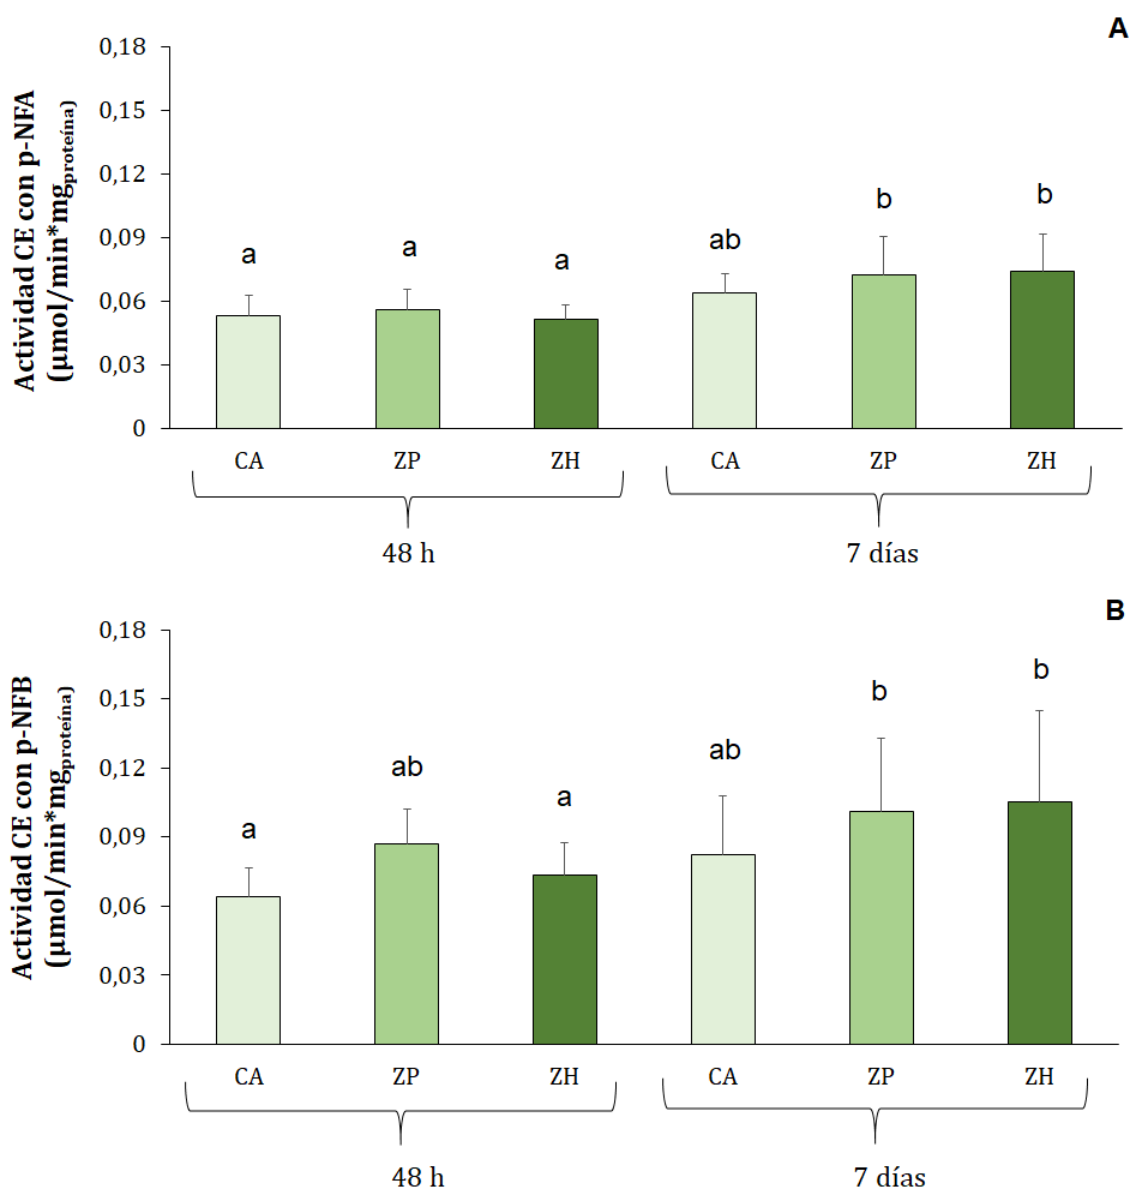 A
Actividad CE con p-NFA
(µmol/min*mgproteína)
0,18
0,15
0,12
0,09
0,06
0,03
0
a
a
a
ab
b
b
CA
ZP
ZH
CA
ZP
ZH
48 h
7 días
B
Actividad CE con p-NFB
(µmol/min*mgproteína)
0,18
0,15
0,12
0,09
0,06
0,03
0
a
ab
a
ab
b
b
CA
ZP
ZH
CA
ZP
ZH
48 h
7 días